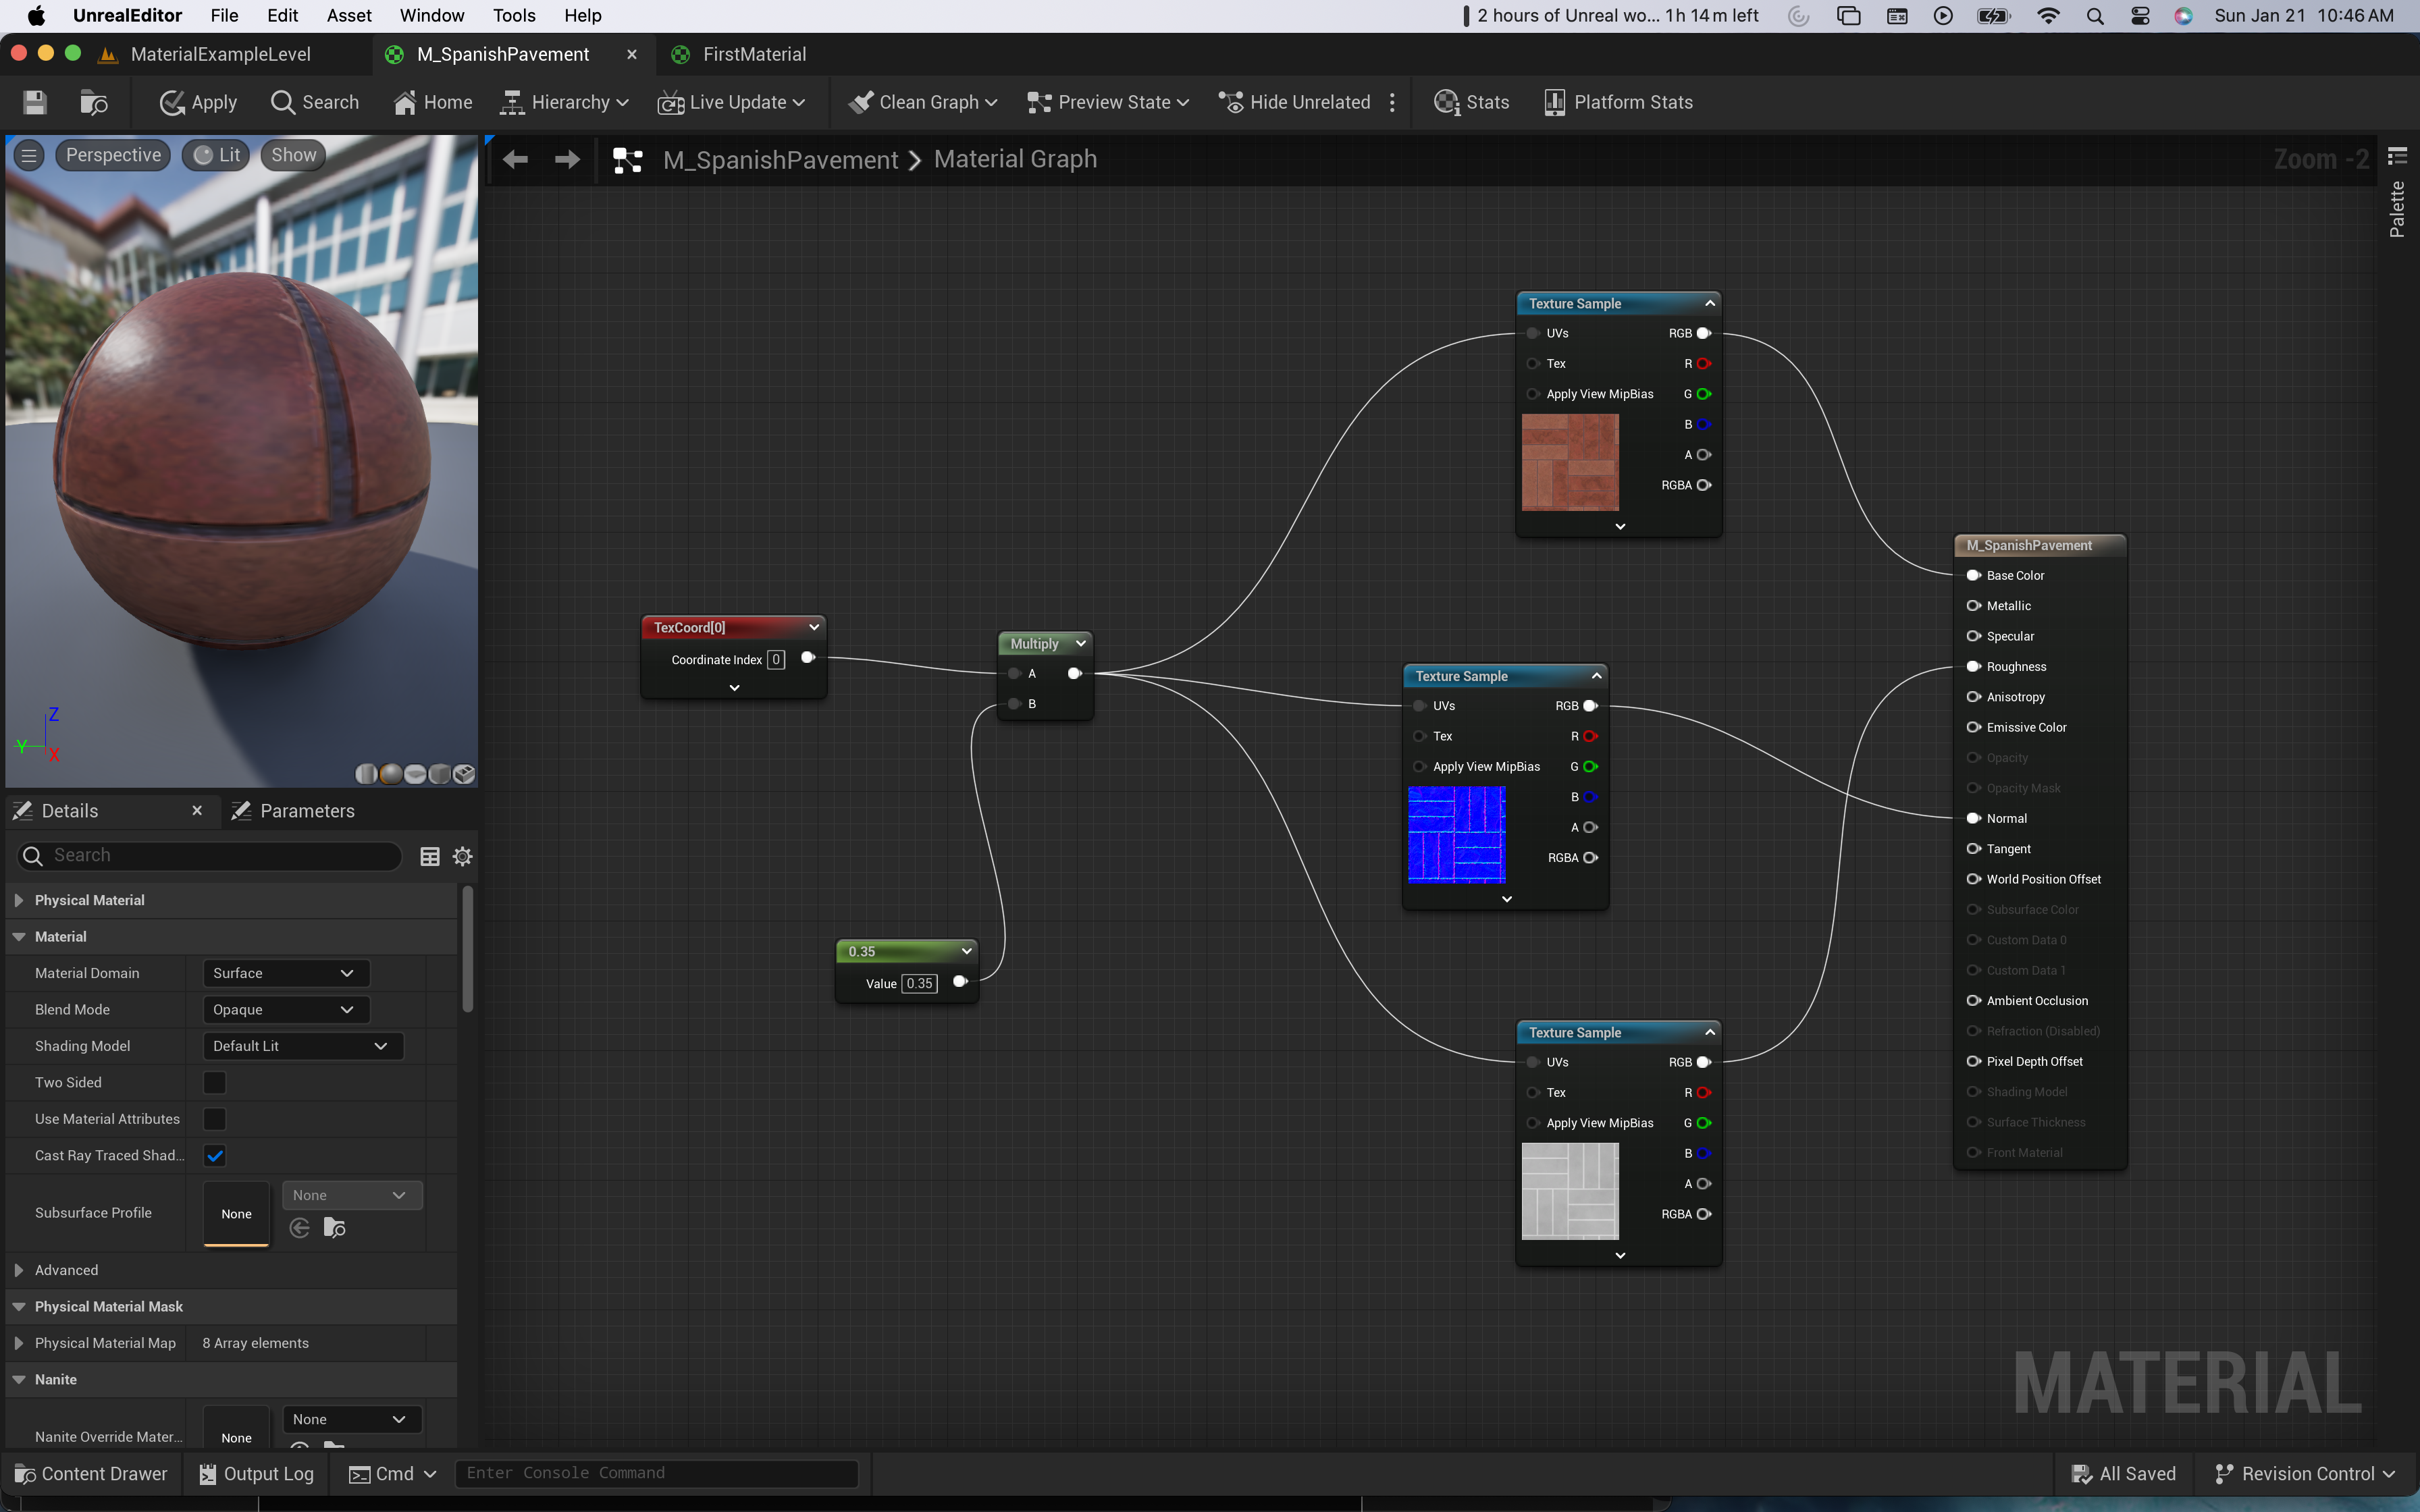 UnrealEditor File Edit Asset Window Tools Help
2 hours of Unreal wo... 1h 14m left Sun Jan 21 10:46 AM
MaterialExampleLevel M_SpanishPavement FirstMaterial
Apply Search Home Hierarchy Live Update Clean Graph Preview State Hide Unrelated Stats Platform Stats
Perspective Lit Show
M_SpanishPavement Material Graph
Zoom -2
Palette
Z
Y
X
Details Parameters
Search
Physical Material
Material
Material Domain Surface
Blend Mode Opaque
Shading Model Default Lit
Two Sided
Use Material Attributes
Cast Ray Traced Shad...
Subsurface Profile None None
Advanced
Physical Material Mask
Physical Material Map 8 Array elements
Nanite
Nanite Override Mater... None None
TexCoord[0]
Coordinate Index 0
Multiply
A
B
0.35
Value 0.35
Texture Sample
UVs RGB
Tex R
Apply View MipBias G
B
A
RGBA
Texture Sample
UVs RGB
Tex R
Apply View MipBias G
B
A
RGBA
Texture Sample
UVs RGB
Tex R
Apply View MipBias G
B
A
RGBA
M_SpanishPavement
Base Color
Metallic
Specular
Roughness
Anisotropy
Emissive Color
Opacity
Opacity Mask
Normal
Tangent
World Position Offset
Subsurface Color
Custom Data 0
Custom Data 1
Ambient Occlusion
Refraction (Disabled)
Pixel Depth Offset
Shading Model
Surface Thickness
Front Material
MATERIAL
Content Drawer Output Log Cmd Enter Console Command All Saved Revision Control